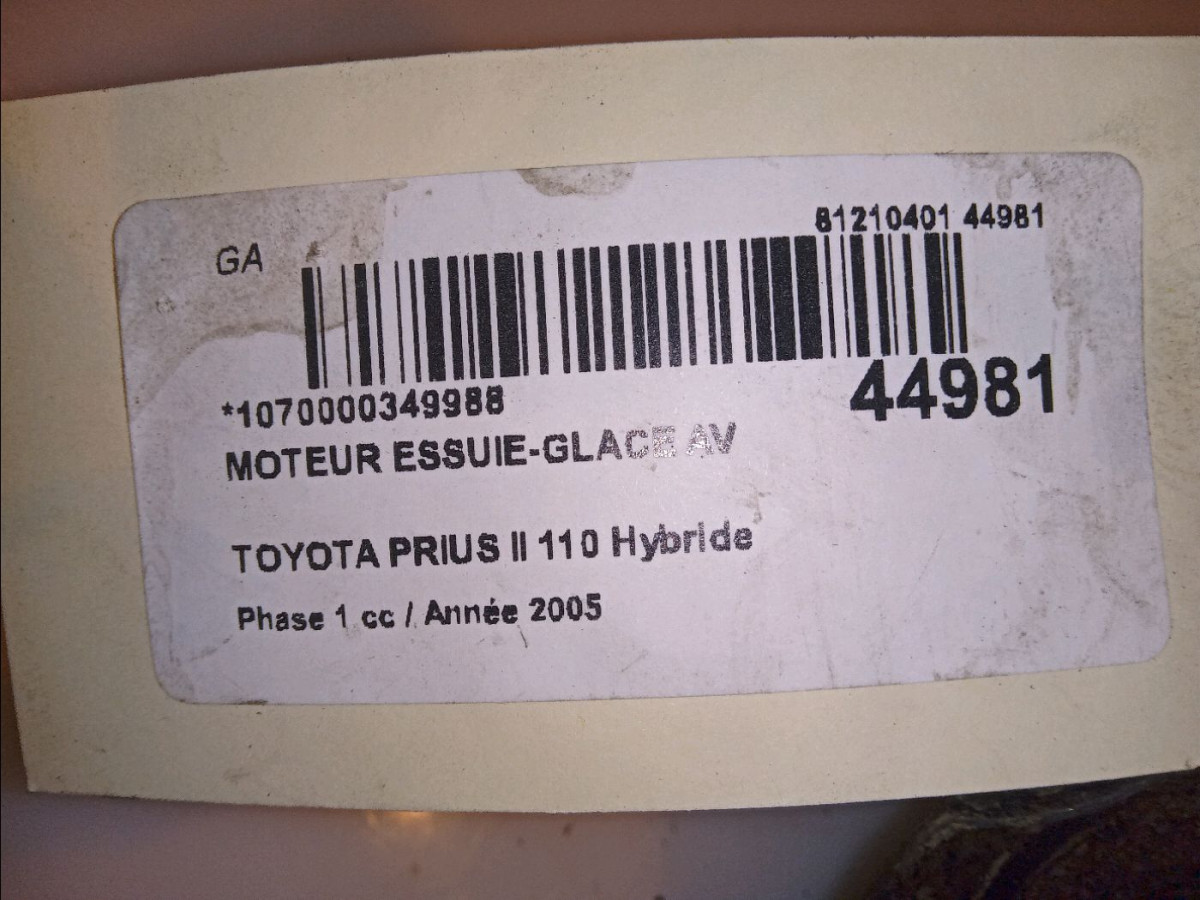 81210401 44981
GA
*1070000349988
44981
MOTEUR ESSUIE-GLACE AV
TOYOTA PRIUS II 110 Hybride
Phase 1 cc / Année 2005